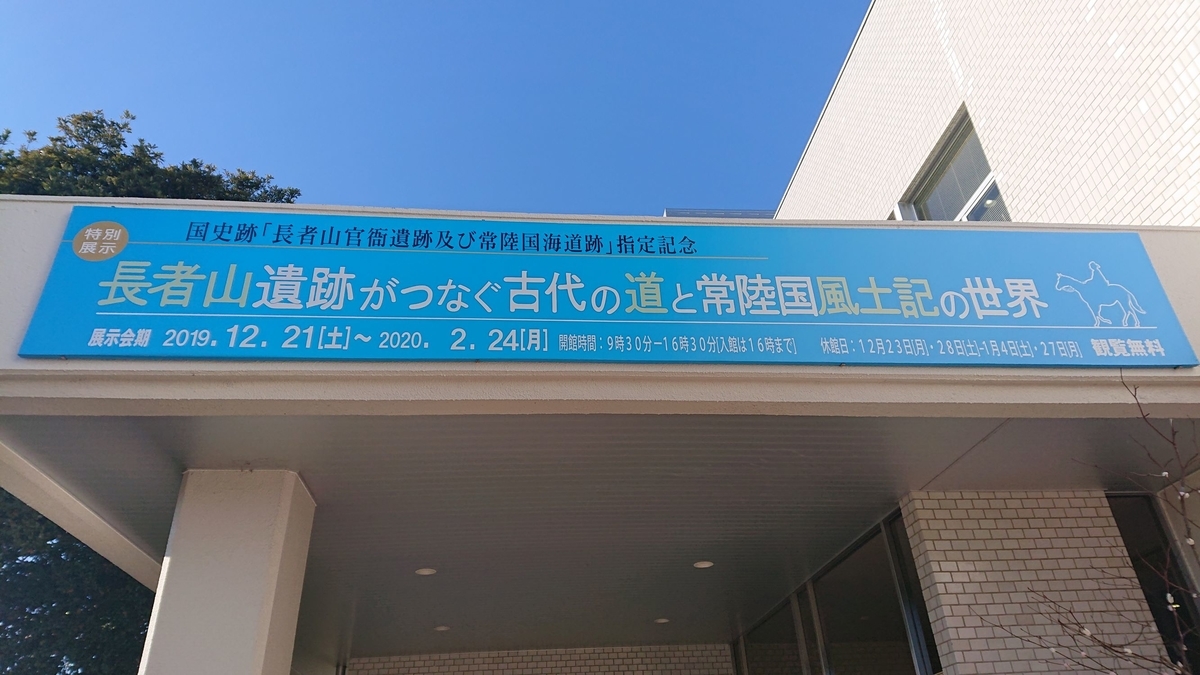 特別
展示
国史跡「長者山官衙遺跡及び常陸国海道跡」指定記念
長者山遺跡がつなぐ古代の道と常陸国風土記の世界
展示会期 2019. 12. 21[土]～2020. 2. 24[月] 開館時間：9時30分－16時30分[入館は16時まで] 休館日：12月23日[月]・28日[土]-1月4日[土]・27日[月] 観覧無料